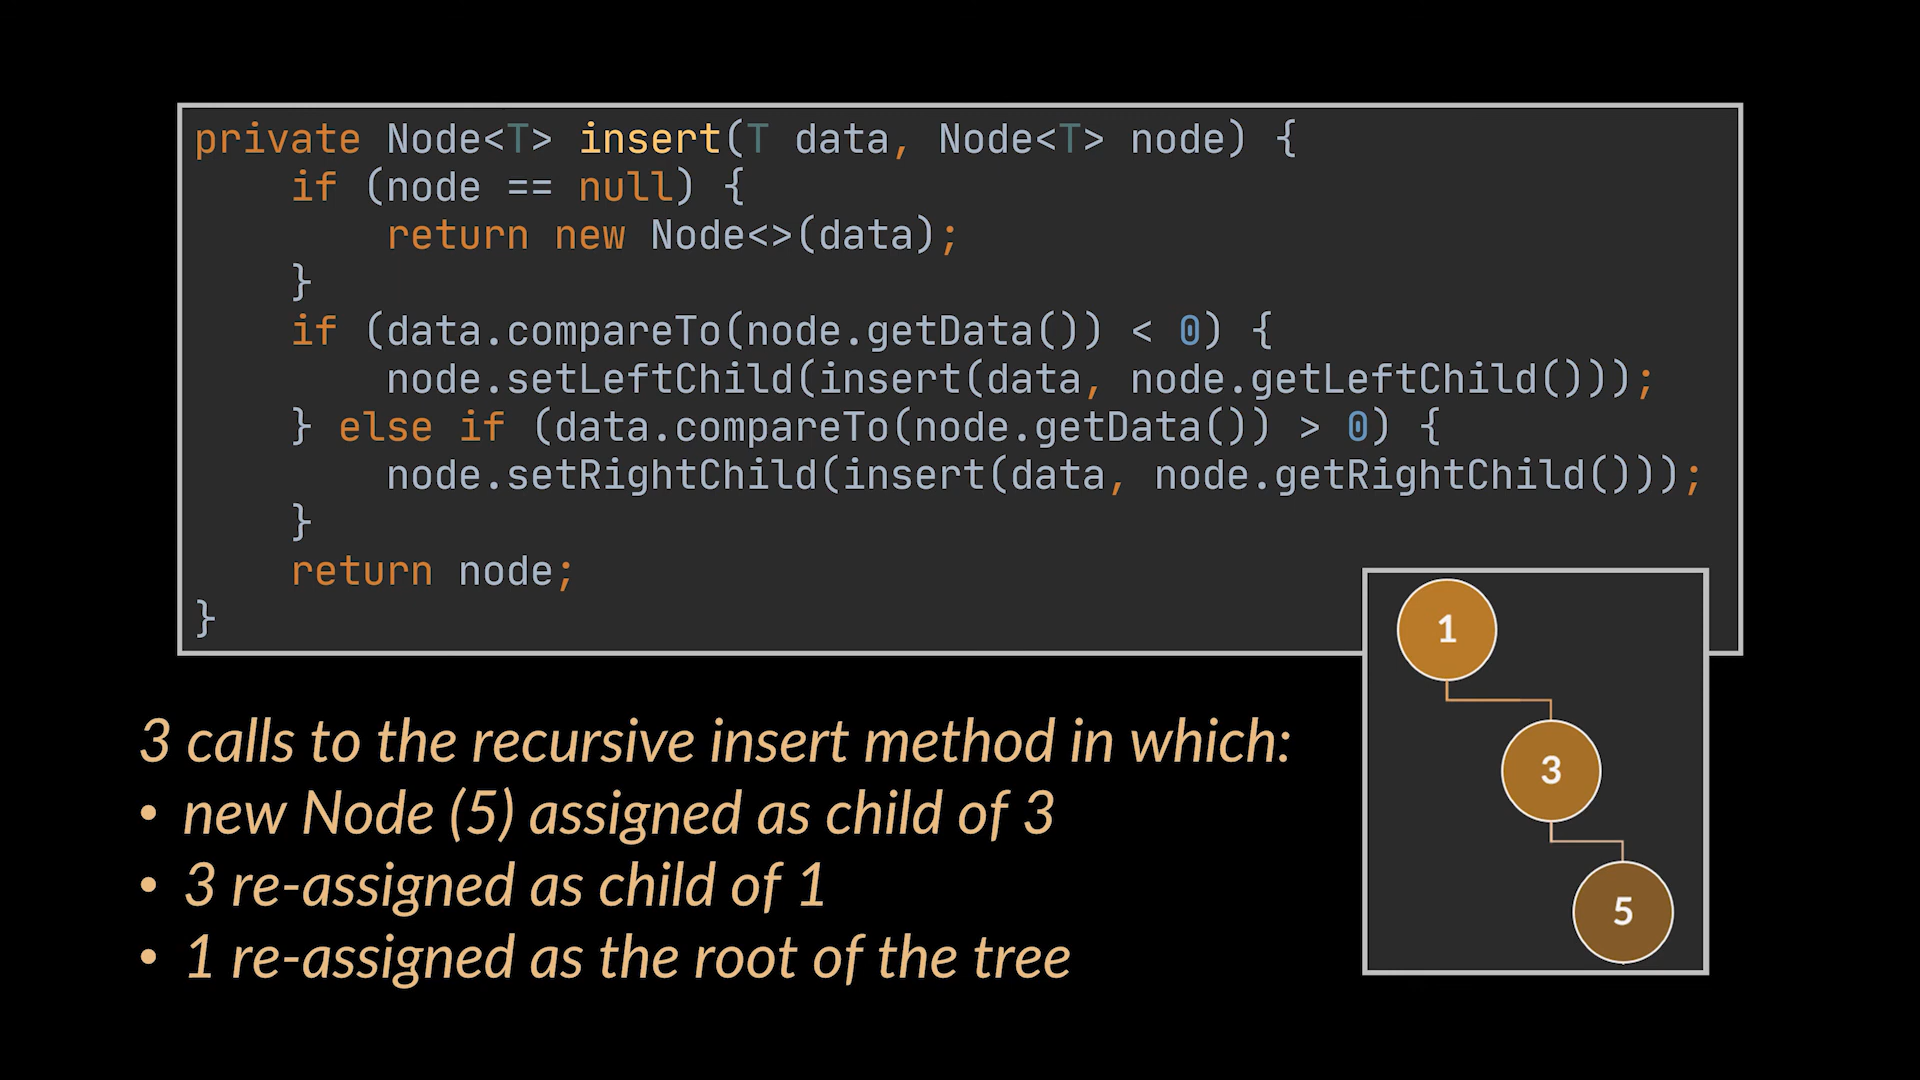 private Node<T> insert(T data, Node<T> node) {
    if (node == null) {
        return new Node<>(data);
    }
    if (data.compareTo(node.getData()) < 0) {
        node.setLeftChild(insert(data, node.getLeftChild()));
    } else if (data.compareTo(node.getData()) > 0) {
        node.setRightChild(insert(data, node.getRightChild()));
    }
    return node;
}
3 calls to the recursive insert method in which:
• new Node (5) assigned as child of 3
• 3 re-assigned as child of 1
• 1 re-assigned as the root of the tree
1
3
5